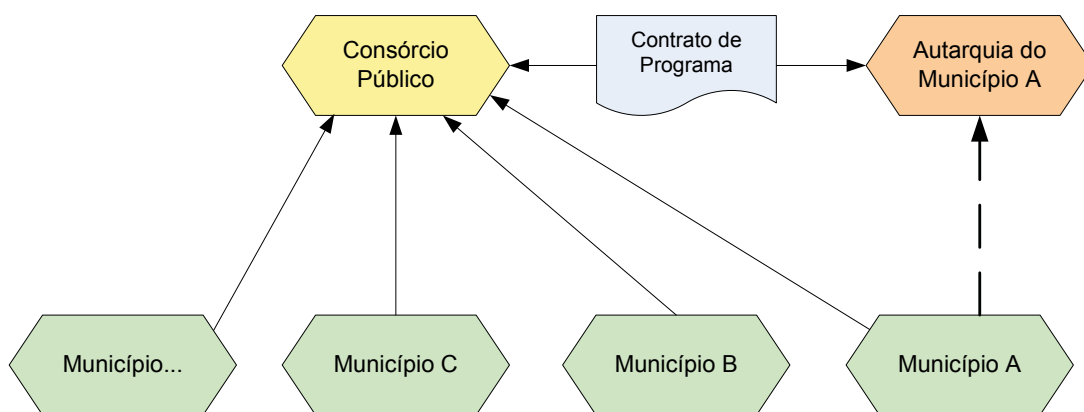 Consórcio
Público
Contrato de
Programa
Autarquia do
Município A
Município...
Município C
Município B
Município A